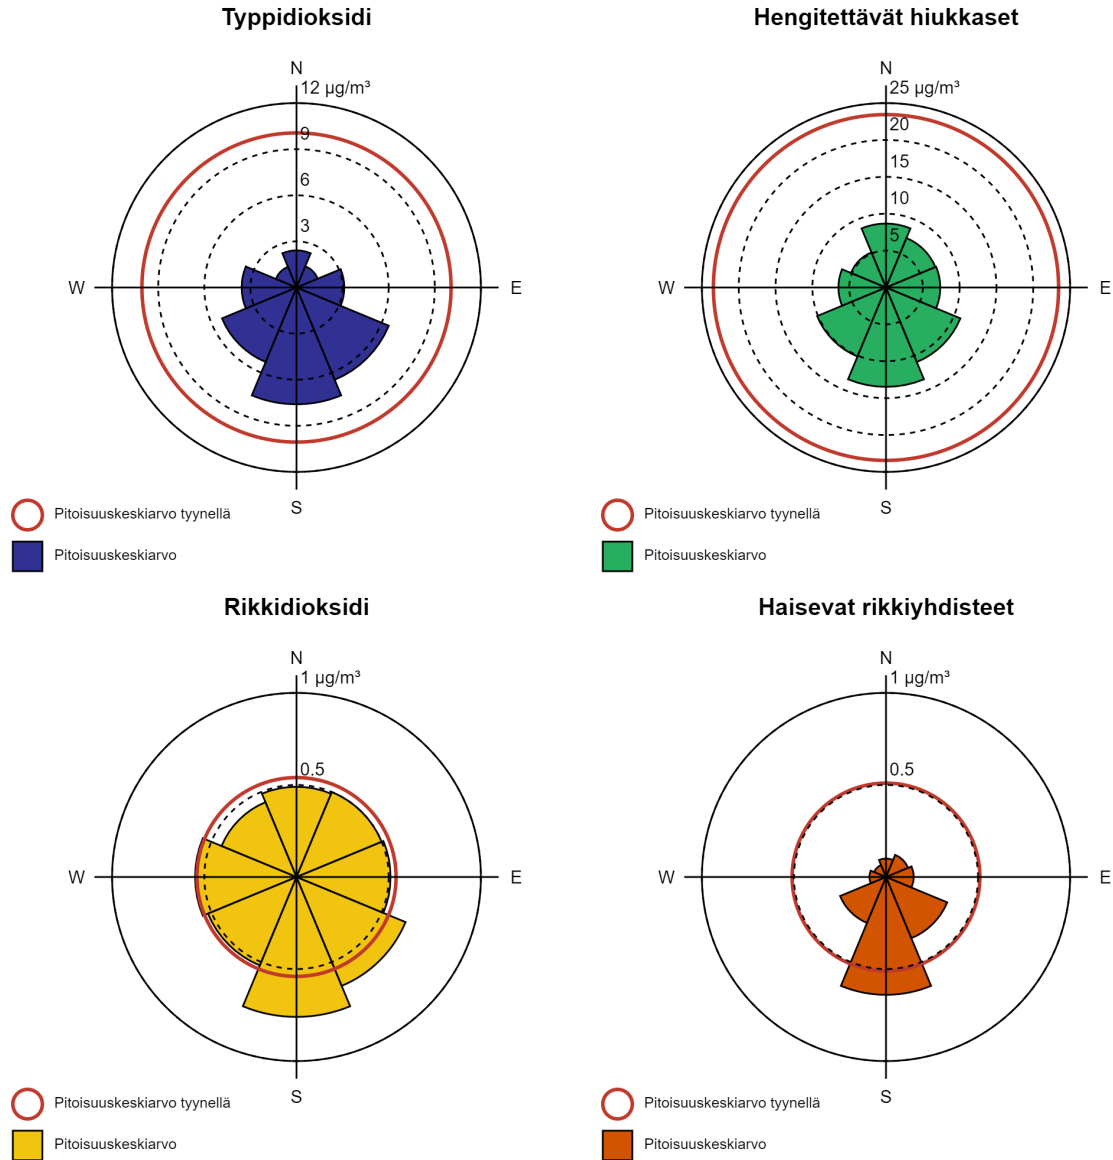 Typpidioksidi
N
12 µg/m³
9
6
3
W
E
S
Pitoisuuskeskiarvo tyynellä
Pitoisuuskeskiarvo
Hengitettävät hiukkaset
N
25 µg/m³
20
15
10
5
W
E
S
Pitoisuuskeskiarvo tyynellä
Pitoisuuskeskiarvo
Rikkidioksidi
N
1 µg/m³
0.5
W
E
S
Pitoisuuskeskiarvo tyynellä
Pitoisuuskeskiarvo
Haisevat rikkiyhdisteet
N
1 µg/m³
0.5
W
E
S
Pitoisuuskeskiarvo tyynellä
Pitoisuuskeskiarvo